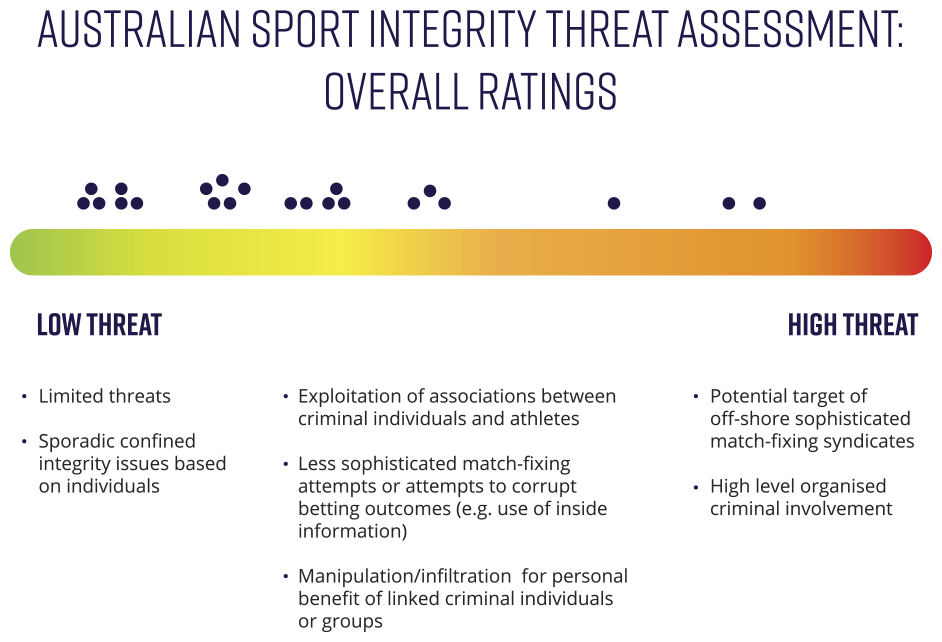 AUSTRALIAN SPORT INTEGRITY THREAT ASSESSMENT:
OVERALL RATINGS
LOW THREAT
HIGH THREAT
• Limited threats
• Sporadic confined
integrity issues based
on individuals
• Exploitation of associations between
criminal individuals and athletes
• Less sophisticated match-fixing
attempts or attempts to corrupt
betting outcomes (e.g. use of inside
information)
• Manipulation/infiltration  for personal
benefit of linked criminal individuals
or groups
• Potential target of
off-shore sophisticated
match-fixing syndicates
• High level organised
criminal involvement